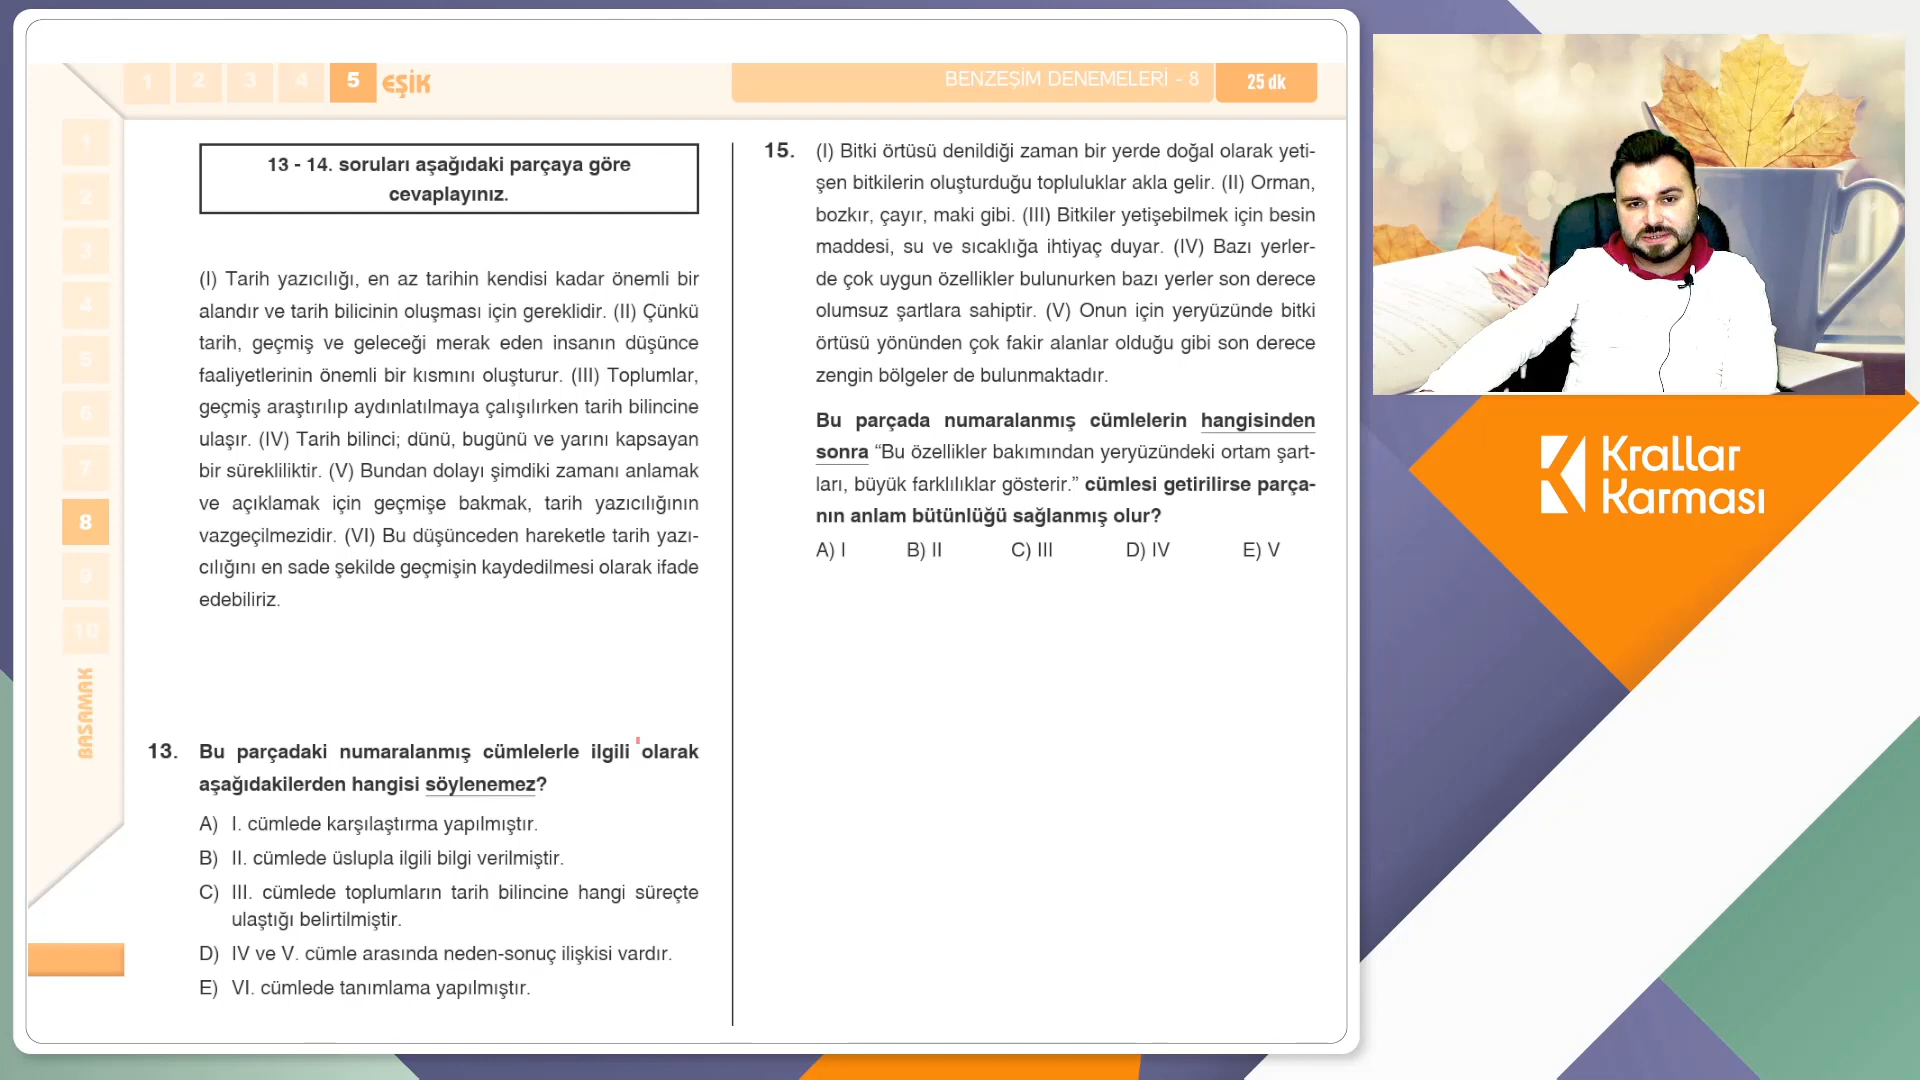 1 2 3 4 5 EŞİK
BENZEŞİM DENEMELERİ - 8
25 dk
1
2
3
4
5
6
7
8
9
10
BASAMAK
13 - 14. soruları aşağıdaki parçaya göre
cevaplayınız.
(I) Tarih yazıcılığı, en az tarihin kendisi kadar önemli bir
alandır ve tarih bilicinin oluşması için gereklidir. (II) Çünkü
tarih, geçmiş ve geleceği merak eden insanın düşünce
faaliyetlerinin önemli bir kısmını oluşturur. (III) Toplumlar,
geçmiş araştırılıp aydınlatılmaya çalışılırken tarih bilincine
ulaşır. (IV) Tarih bilinci; dünü, bugünü ve yarını kapsayan
bir sürekliliktir. (V) Bundan dolayı şimdiki zamanı anlamak
ve açıklamak için geçmişe bakmak, tarih yazıcılığının
vazgeçilmezidir. (VI) Bu düşünceden hareketle tarih yazı-
cılığını en sade şekilde geçmişin kaydedilmesi olarak ifade
edebiliriz.
13. Bu parçadaki numaralanmış cümlelerle ilgili olarak
aşağıdakilerden hangisi söylenemez?
A) I. cümlede karşılaştırma yapılmıştır.
B) II. cümlede üslupla ilgili bilgi verilmiştir.
C) III. cümlede toplumların tarih bilincine hangi süreçte
ulaştığı belirtilmiştir.
D) IV ve V. cümle arasında neden-sonuç ilişkisi vardır.
E) VI. cümlede tanımlama yapılmıştır.
15. (I) Bitki örtüsü denildiği zaman bir yerde doğal olarak yeti-
şen bitkilerin oluşturduğu topluluklar akla gelir. (II) Orman,
bozkır, çayır, maki gibi. (III) Bitkiler yetişebilmek için besin
maddesi, su ve sıcaklığa ihtiyaç duyar. (IV) Bazı yerler-
de çok uygun özellikler bulunurken bazı yerler son derece
olumsuz şartlara sahiptir. (V) Onun için yeryüzünde bitki
örtüsü yönünden çok fakir alanlar olduğu gibi son derece
zengin bölgeler de bulunmaktadır.
Bu parçada numaralanmış cümlelerin hangisinden
sonra “Bu özellikler bakımından yeryüzündeki ortam şart-
ları, büyük farklılıklar gösterir.” cümlesi getirilirse parça-
nın anlam bütünlüğü sağlanmış olur?
A) I B) II C) III D) IV E) V
Krallar
Karması